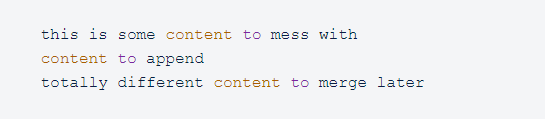 this is some content to mess with
content to append
totally different content to merge later